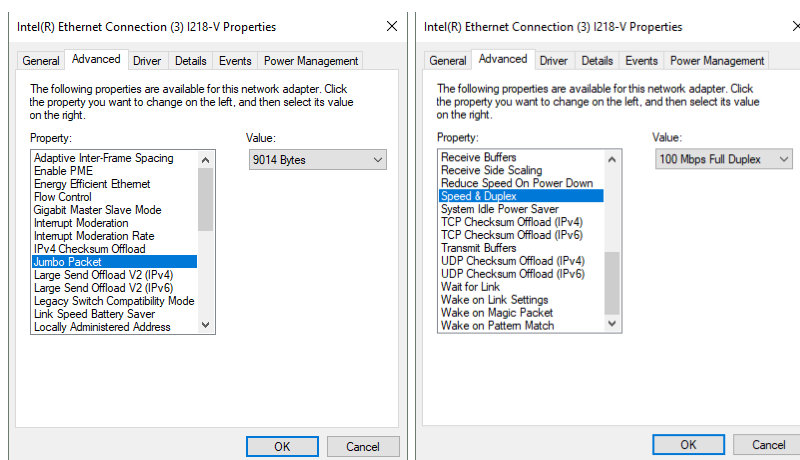 Intel(R) Ethernet Connection (3) I218-V Properties
General Advanced Driver Details Events Power Management
The following properties are available for this network adapter. Click
the property you want to change on the left, and then select its value
on the right.
Property:
Value:
Adaptive Inter-Frame Spacing
Enable PME
Energy Efficient Ethernet
Flow Control
Gigabit Master Slave Mode
Interrupt Moderation
Interrupt Moderation Rate
IPv4 Checksum Offload
Jumbo Packet
Large Send Offload V2 (IPv4)
Large Send Offload V2 (IPv6)
Legacy Switch Compatibility Mode
Link Speed Battery Saver
Locally Administered Address
9014 Bytes
OK Cancel
Intel(R) Ethernet Connection (3) I218-V Properties
General Advanced Driver Details Events Power Management
The following properties are available for this network adapter. Click
the property you want to change on the left, and then select its value
on the right.
Property:
Value:
Receive Buffers
Receive Side Scaling
Reduce Speed On Power Down
Speed & Duplex
System Idle Power Saver
TCP Checksum Offload (IPv4)
TCP Checksum Offload (IPv6)
Transmit Buffers
UDP Checksum Offload (IPv4)
UDP Checksum Offload (IPv6)
Wait for Link
Wake on Link Settings
Wake on Magic Packet
Wake on Pattern Match
100 Mbps Full Duplex
OK Cancel